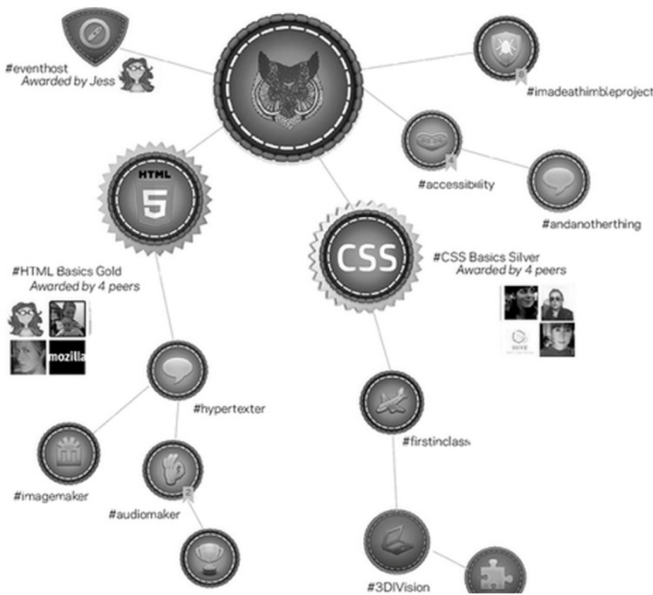 #eventhost
Awarded by Jess
#imadeathimbleproject
#accessibility
#andanotherthing
HTML
5
#HTML Basics Gold
Awarded by 4 peers
mozilla
CSS
#CSS Basics Silver
Awarded by 4 peers
#hypertexter
#firstinclass
#imagemaker
#audiomaker
2
#3DIVision